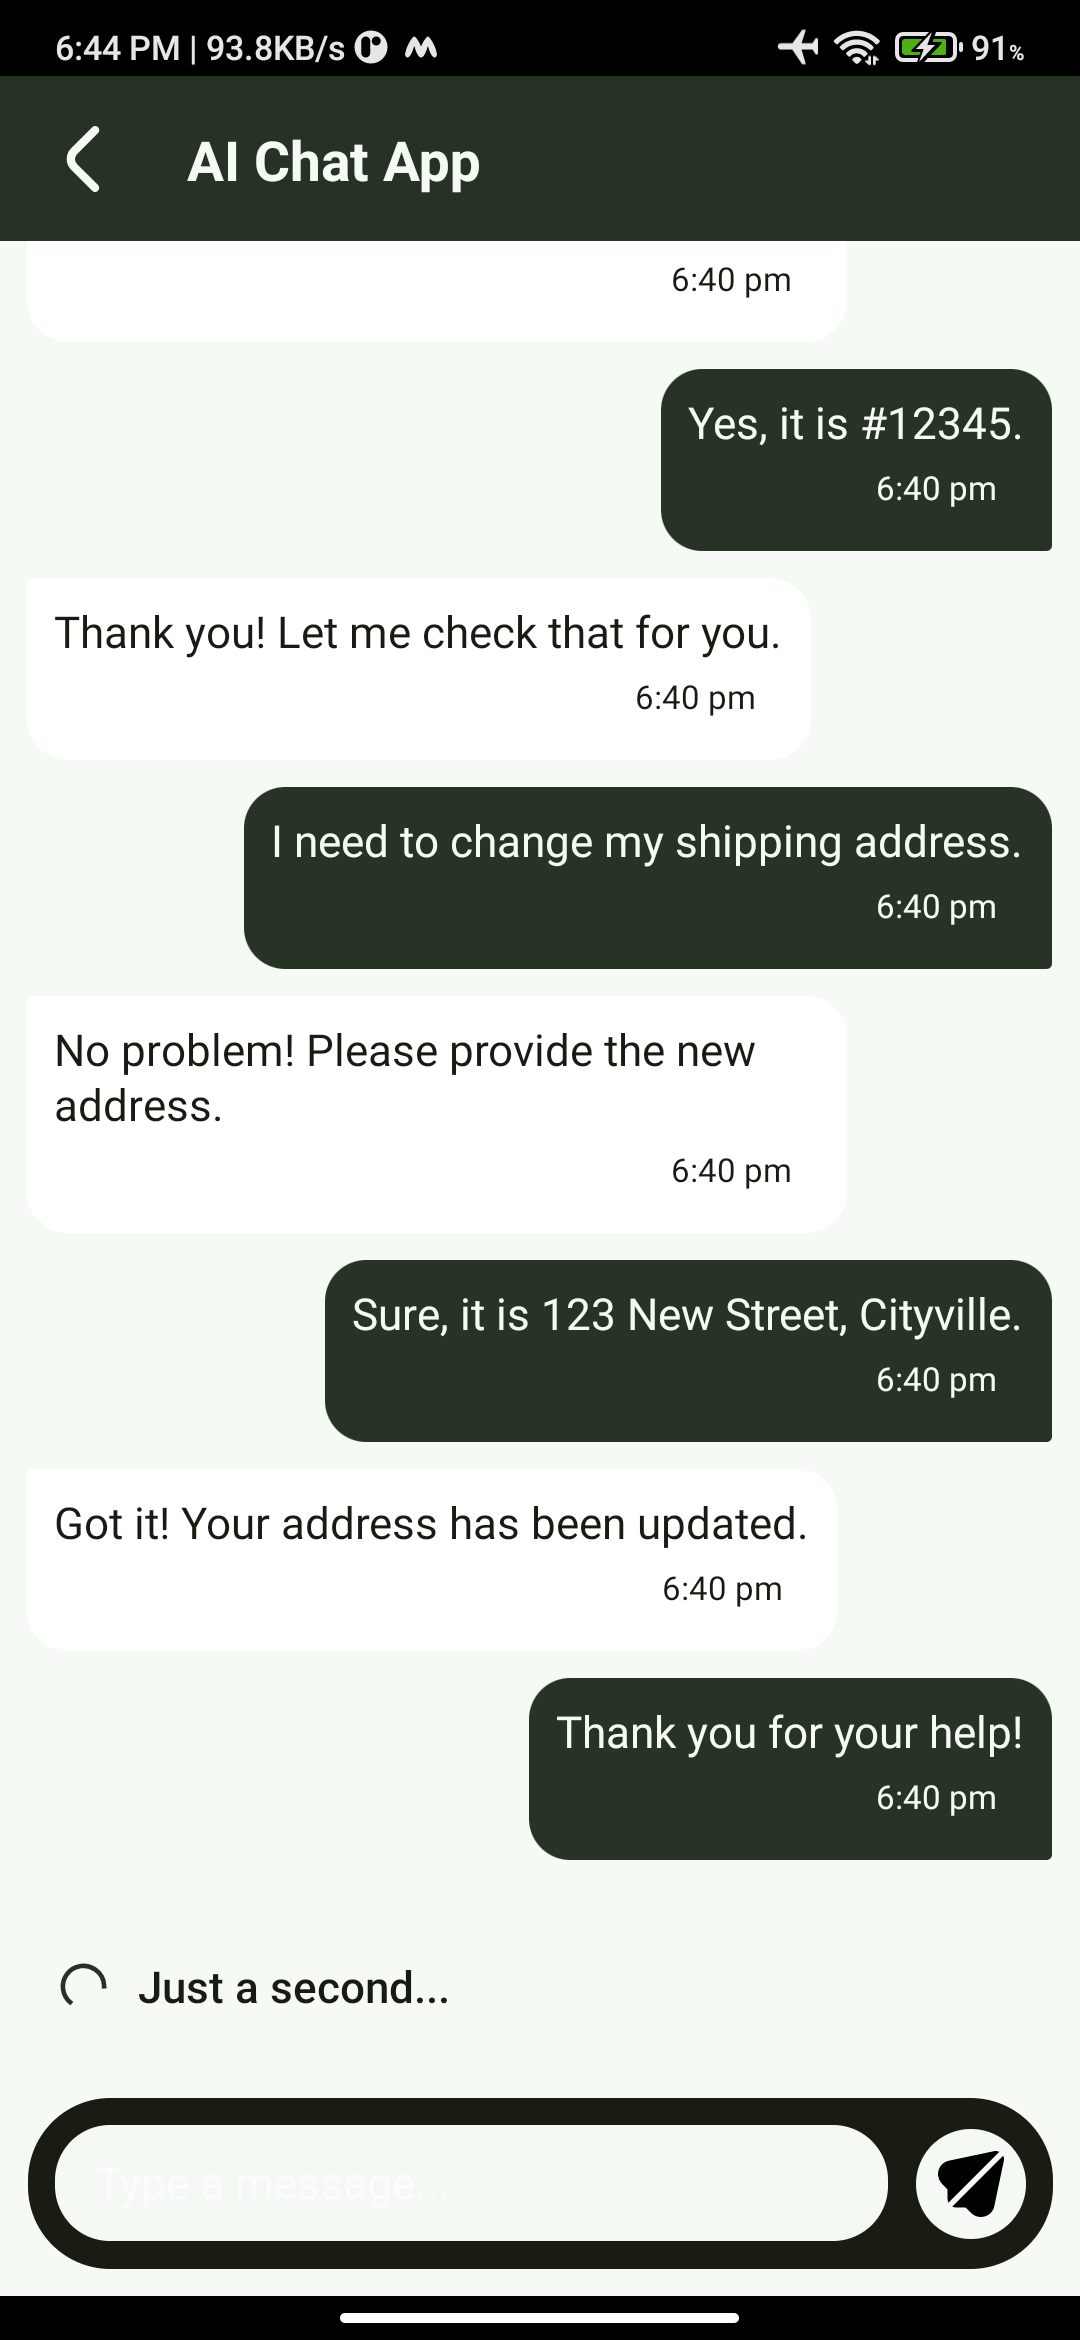 6:44 PM | 93.8KB/s 91%
AI Chat App
6:40 pm
Yes, it is #12345.
6:40 pm
Thank you! Let me check that for you.
6:40 pm
I need to change my shipping address.
6:40 pm
No problem! Please provide the new
address.
6:40 pm
Sure, it is 123 New Street, Cityville.
6:40 pm
Got it! Your address has been updated.
6:40 pm
Thank you for your help!
6:40 pm
Just a second...
Type a message...